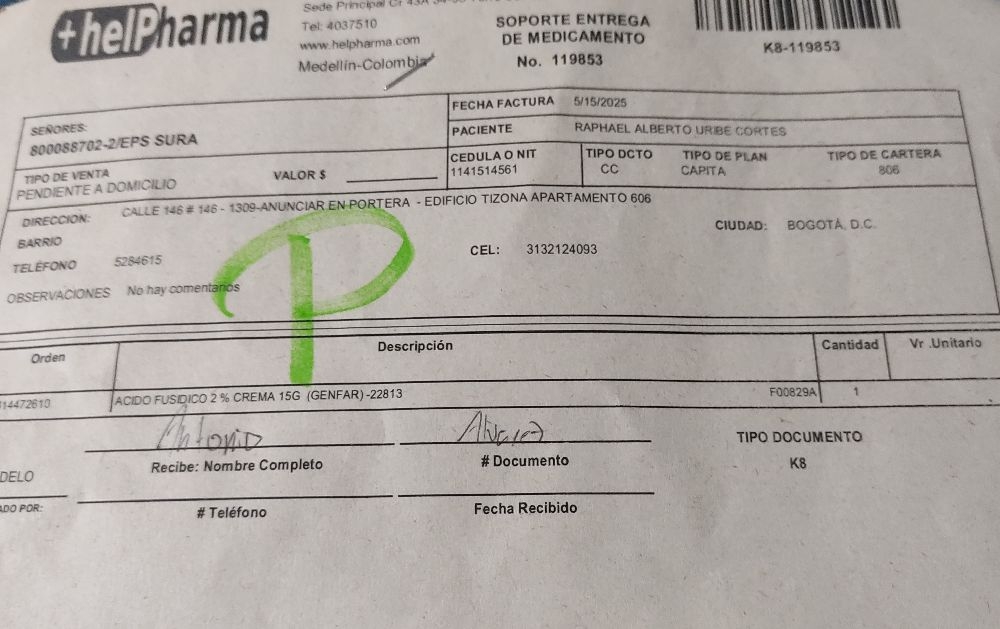 +helPharma
Sede Principal Cr 43A
Tel: 4037510
www.helpharma.com
Medellín-Colombia
SOPORTE ENTREGA
DE MEDICAMENTO
No. 119853
K8-119853
SEÑORES:
800088702-2/EPS SURA
FECHA FACTURA 5/15/2025
PACIENTE RAPHAEL ALBERTO URIBE CORTES
TIPO DE VENTA
PENDIENTE A DOMICILIO
VALOR $
CEDULA O NIT
1141514561
TIPO DCTO
CC
TIPO DE PLAN
CAPITA
TIPO DE CARTERA
806
DIRECCION: CALLE 146 # 146 - 1309-ANUNCIAR EN PORTERA - EDIFICIO TIZONA APARTAMENTO 606
BARRIO
CIUDAD: BOGOTÁ, D.C.
TELÉFONO 5284615
CEL: 3132124093
OBSERVACIONES No hay comentarios
P
Orden Descripción Cantidad Vr .Unitario
14472610 ACIDO FUSIDICO 2 % CREMA 15G (GENFAR) -22813 F00829A 1
Antonio
Recibe: Nombre Completo
# Documento
TIPO DOCUMENTO
K8
DELO
ADO POR:
# Teléfono
Fecha Recibido